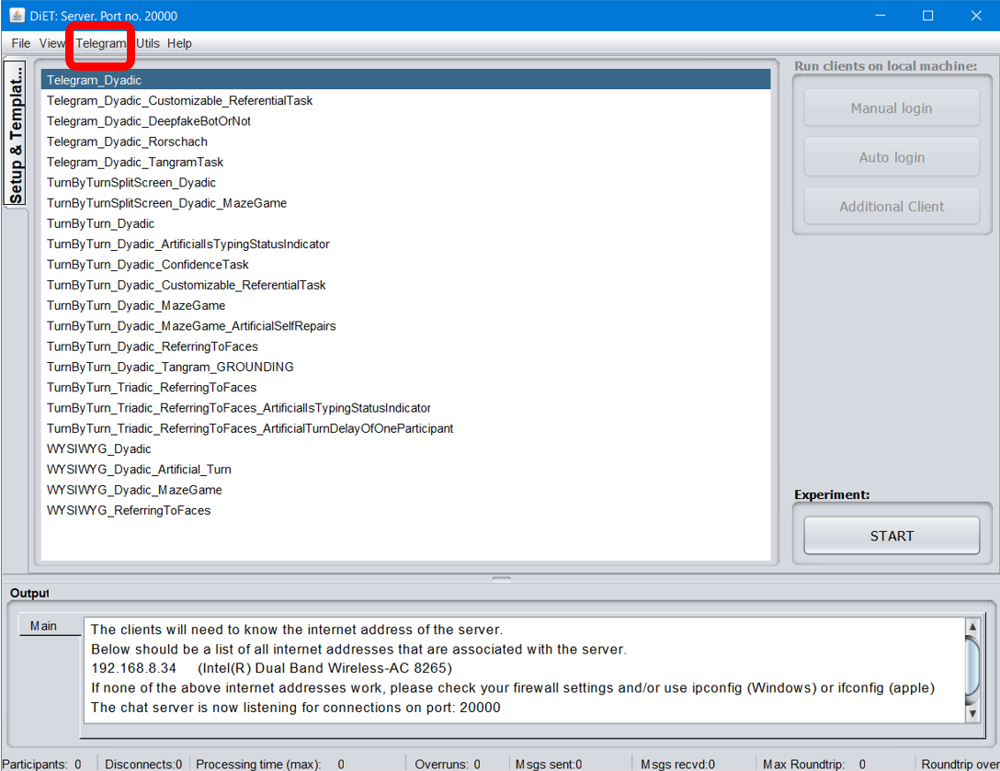 DiET: Server. Port no. 20000
File View Telegram Utils Help
Setup & Templat...
Telegram_Dyadic
Telegram_Dyadic_Customizable_ReferentialTask
Telegram_Dyadic_DeepfakeBotOrNot
Telegram_Dyadic_Rorschach
Telegram_Dyadic_TangramTask
TurnByTurnSplitScreen_Dyadic
TurnByTurnSplitScreen_Dyadic_MazeGame
TurnByTurn_Dyadic
TurnByTurn_Dyadic_ArtificialIsTypingStatusIndicator
TurnByTurn_Dyadic_ConfidenceTask
TurnByTurn_Dyadic_Customizable_ReferentialTask
TurnByTurn_Dyadic_MazeGame
TurnByTurn_Dyadic_MazeGame_ArtificialSelfRepairs
TurnByTurn_Dyadic_ReferringToFaces
TurnByTurn_Dyadic_Tangram_GROUNDING
TurnByTurn_Triadic_ReferringToFaces
TurnByTurn_Triadic_ReferringToFaces_ArtificialIsTypingStatusIndicator
TurnByTurn_Triadic_ReferringToFaces_ArtificialTurnDelayOfOneParticipant
WYSIWYG_Dyadic
WYSIWYG_Dyadic_Artificial_Turn
WYSIWYG_Dyadic_MazeGame
WYSIWYG_ReferringToFaces
Run clients on local machine:
Manual login
Auto login
Additional Client
Experiment:
START
Output
Main
The clients will need to know the internet address of the server.
Below should be a list of all internet addresses that are associated with the server.
192.168.8.34 (Intel(R) Dual Band Wireless-AC 8265)
If none of the above internet addresses work, please check your firewall settings and/or use ipconfig (Windows) or ifconfig (apple)
The chat server is now listening for connections on port: 20000
Participants: 0 Disconnects:0 Processing time (max): 0 Overruns: 0 Msgs sent:0 Msgs recvd:0 Max Roundtrip: 0 Roundtrip over